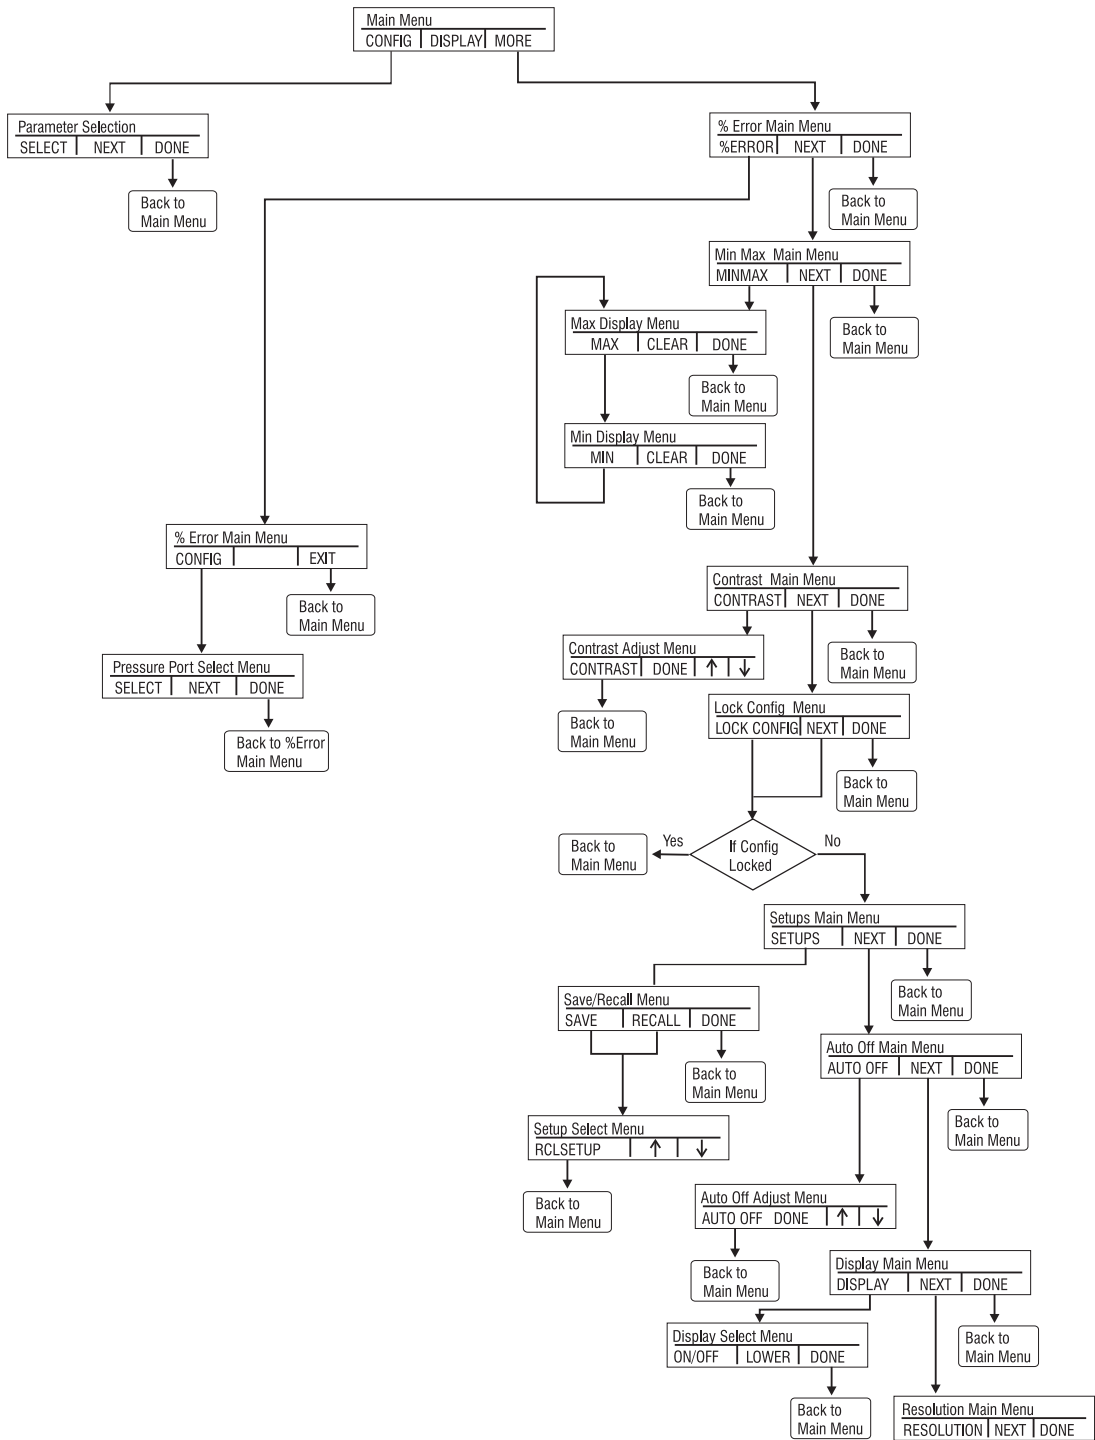 Main Menu
CONFIG DISPLAY MORE
Parameter Selection
SELECT NEXT DONE
Back to
Main Menu
% Error Main Menu
%ERROR NEXT DONE
Back to
Main Menu
Min Max Main Menu
MINMAX NEXT DONE
Back to
Main Menu
Max Display Menu
MAX CLEAR DONE
Back to
Main Menu
Min Display Menu
MIN CLEAR DONE
Back to
Main Menu
% Error Main Menu
CONFIG EXIT
Back to
Main Menu
Pressure Port Select Menu
SELECT NEXT DONE
Back to %Error
Main Menu
Contrast Main Menu
CONTRAST NEXT DONE
Back to
Main Menu
Contrast Adjust Menu
CONTRAST DONE ↑ ↓
Back to
Main Menu
Lock Config Menu
LOCK CONFIG NEXT DONE
Back to
Main Menu
If Config
Locked
Yes
No
Back to
Main Menu
Setups Main Menu
SETUPS NEXT DONE
Back to
Main Menu
Save/Recall Menu
SAVE RECALL DONE
Back to
Main Menu
Setup Select Menu
RCLSETUP ↑ ↓
Back to
Main Menu
Auto Off Main Menu
AUTO OFF NEXT DONE
Back to
Main Menu
Auto Off Adjust Menu
AUTO OFF DONE ↑ ↓
Back to
Main Menu
Display Main Menu
DISPLAY NEXT DONE
Back to
Main Menu
Display Select Menu
ON/OFF LOWER DONE
Back to
Main Menu
Resolution Main Menu
RESOLUTION NEXT DONE